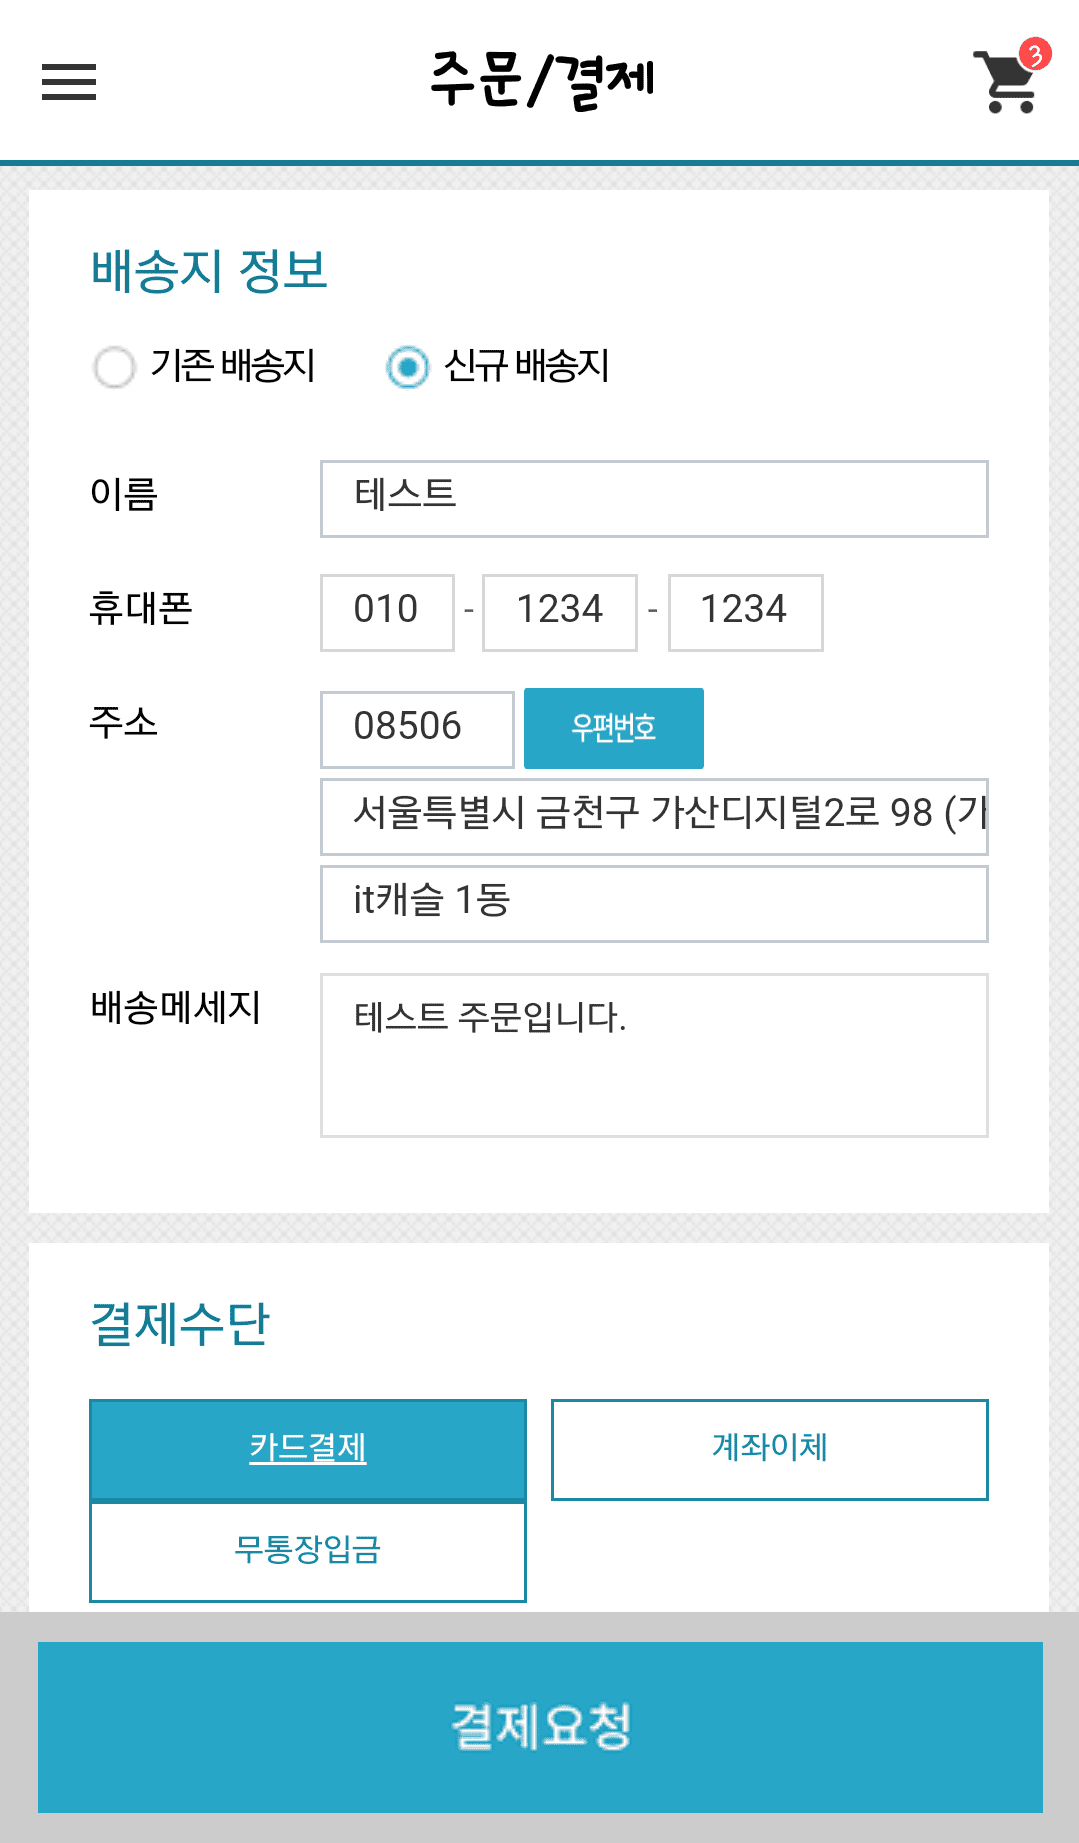 주문/결제
3
배송지 정보
기존 배송지 신규 배송지
이름 테스트
휴대폰 010 - 1234 - 1234
주소 08506 우편번호
서울특별시 금천구 가산디지털2로 98 (가
it캐슬 1동
배송메세지 테스트 주문입니다.
결제수단
카드결제 계좌이체
무통장입금
결제요청